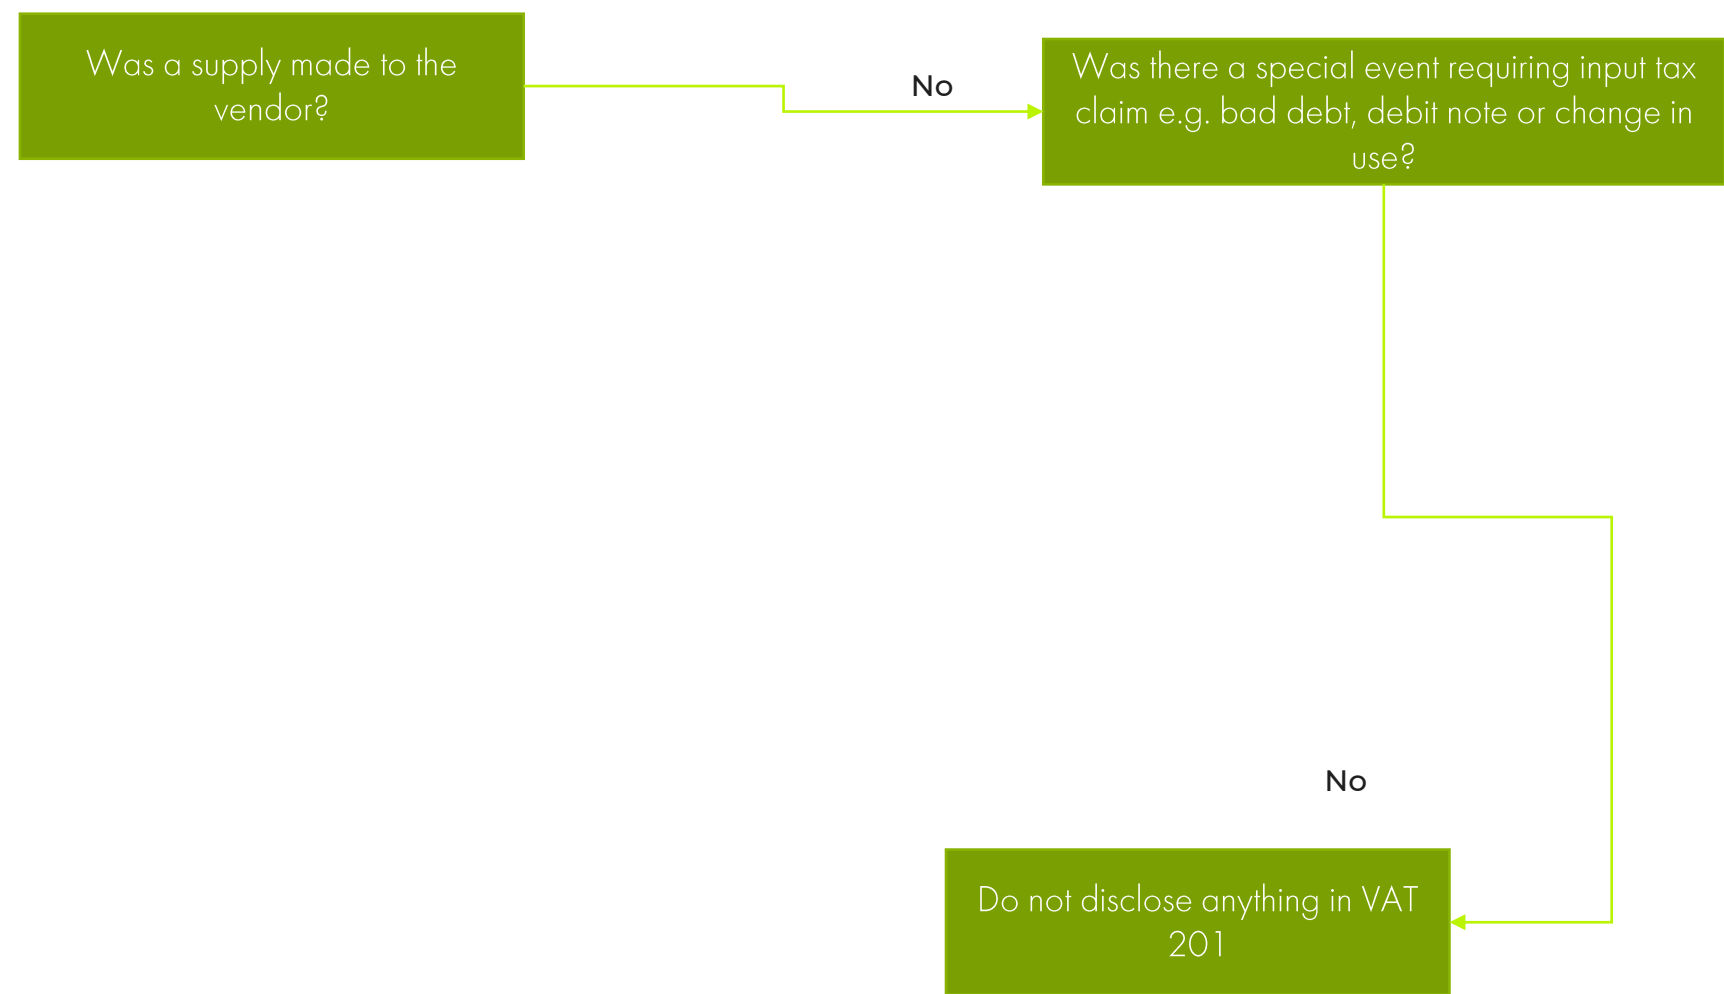 Was a supply made to the
vendor?
No
Was there a special event requiring input tax
claim e.g. bad debt, debit note or change in
use?
No
Do not disclose anything in VAT
201